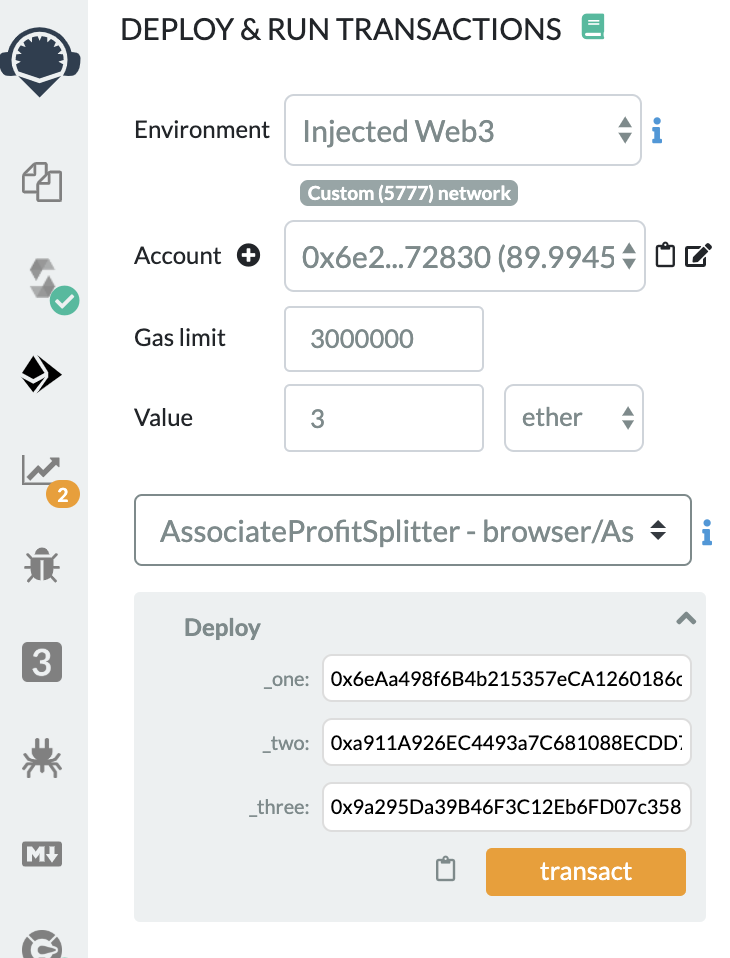 DEPLOY & RUN TRANSACTIONS
Environment Injected Web3
Custom (5777) network
Account 0x6e2...72830 (89.9945
Gas limit 3000000
Value 3 ether
2
AssociateProfitSplitter - browser/As
Deploy
_one: 0x6eAa498f6B4b215357eCA1260186c
_two: 0xa911A926EC4493a7C681088ECDD7
3
_three: 0x9a295Da39B46F3C12Eb6FD07c358
M
transact